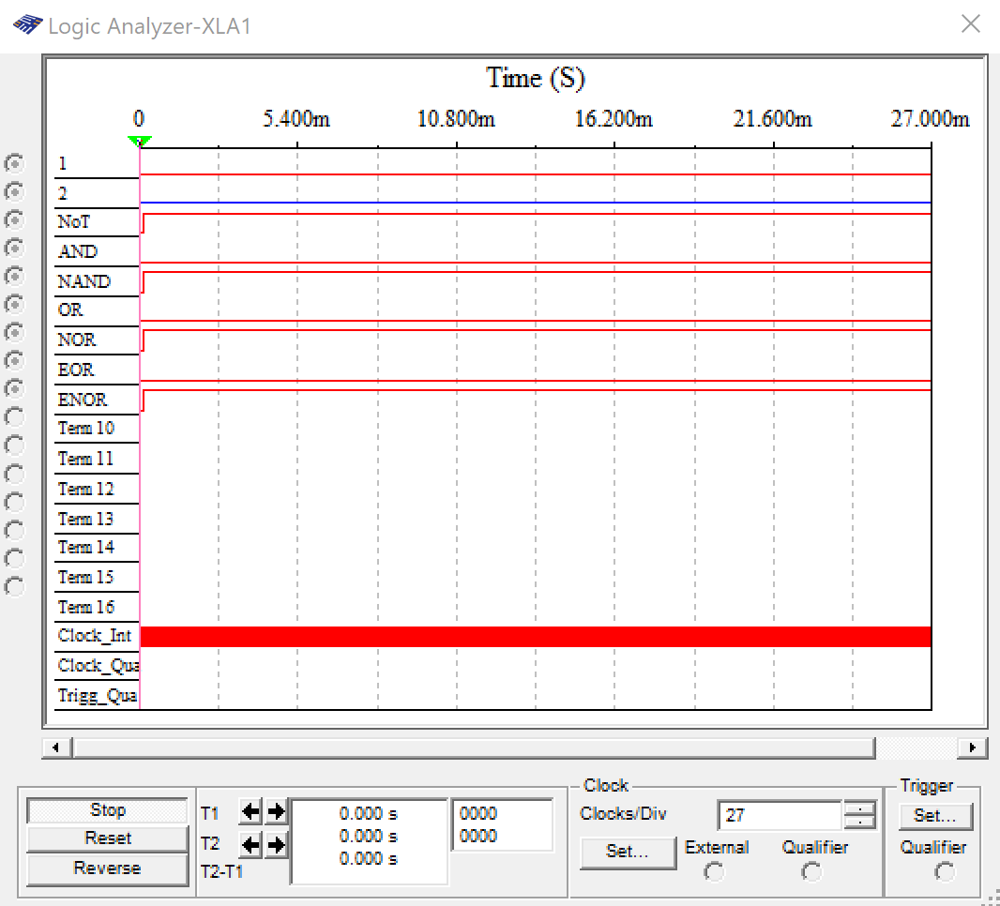 Logic Analyzer-XLA1
Time (S)
0 5.400m 10.800m 16.200m 21.600m 27.000m
1
2
NoT
AND
NAND
OR
NOR
EOR
ENOR
Term 10
Term 11
Term 12
Term 13
Term 14
Term 15
Term 16
Clock_Int
Clock_Qua
Trigg_Qua
Stop
Reset
Reverse
T1 0.000 s 0000
T2 0.000 s 0000
T2-T1 0.000 s
Clock
Clocks/Div 27
Set... External Qualifier
Trigger
Set...
Qualifier